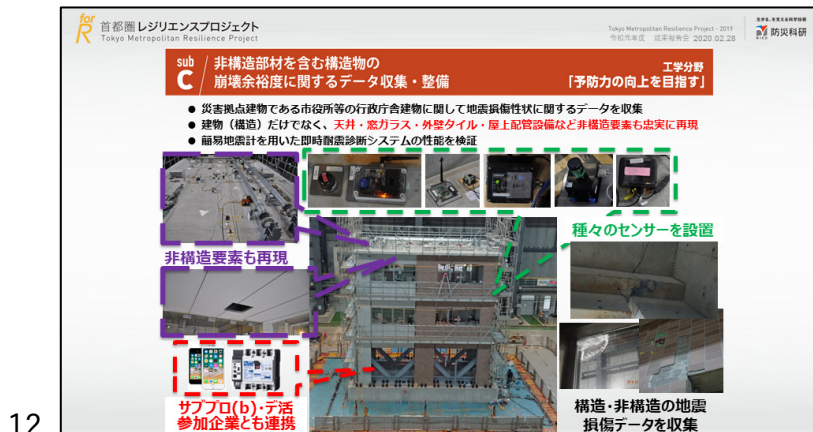 for
R
首都圏レジリエンスプロジェクト
Tokyo Metropolitan Resilience Project
Tokyo Metropolitan Resilience Project - 2019
令和元年度 成果報告会 2020.02.28
生きる、を支える科学技術
防災科研
sub
C
非構造部材を含む構造物の
崩壊余裕度に関するデータ収集・整備
工学分野
「予防力の向上を目指す」
● 災害拠点建物である市役所等の行政庁舎建物に関して地震損傷性状に関するデータを収集
● 建物（構造）だけでなく、天井・窓ガラス・外壁タイル・屋上配管設備など非構造要素も忠実に再現
● 簡易地震計を用いた即時耐震診断システムの性能を検証
種々のセンサーを設置
非構造要素も再現
サブプロ(b)・デ活
参加企業とも連携
構造・非構造の地震
損傷データを収集
12